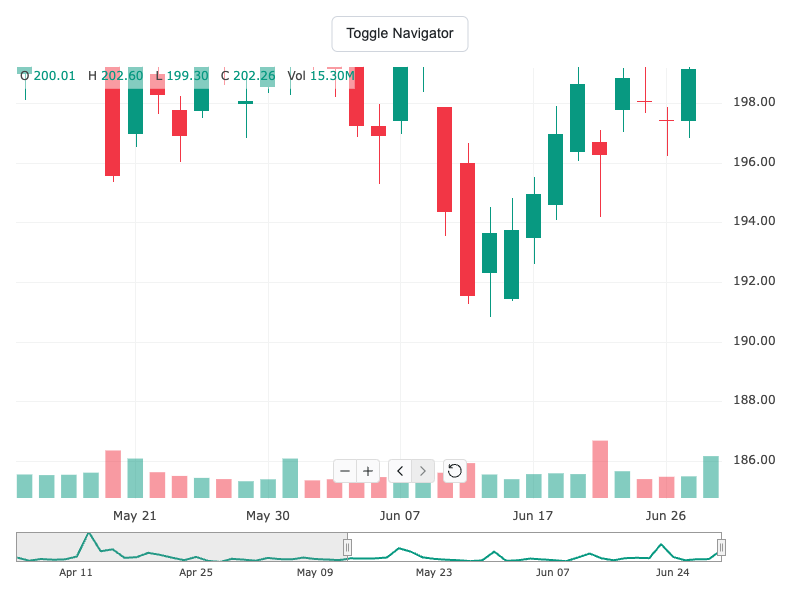 Toggle Navigator
O 200.01 H 202.60 L 199.30 C 202.26 Vol 15.30M
198.00
196.00
194.00
192.00
190.00
188.00
186.00
May 21 May 30 Jun 07 Jun 17 Jun 26
Apr 11 Apr 25 May 09 May 23 Jun 07 Jun 24